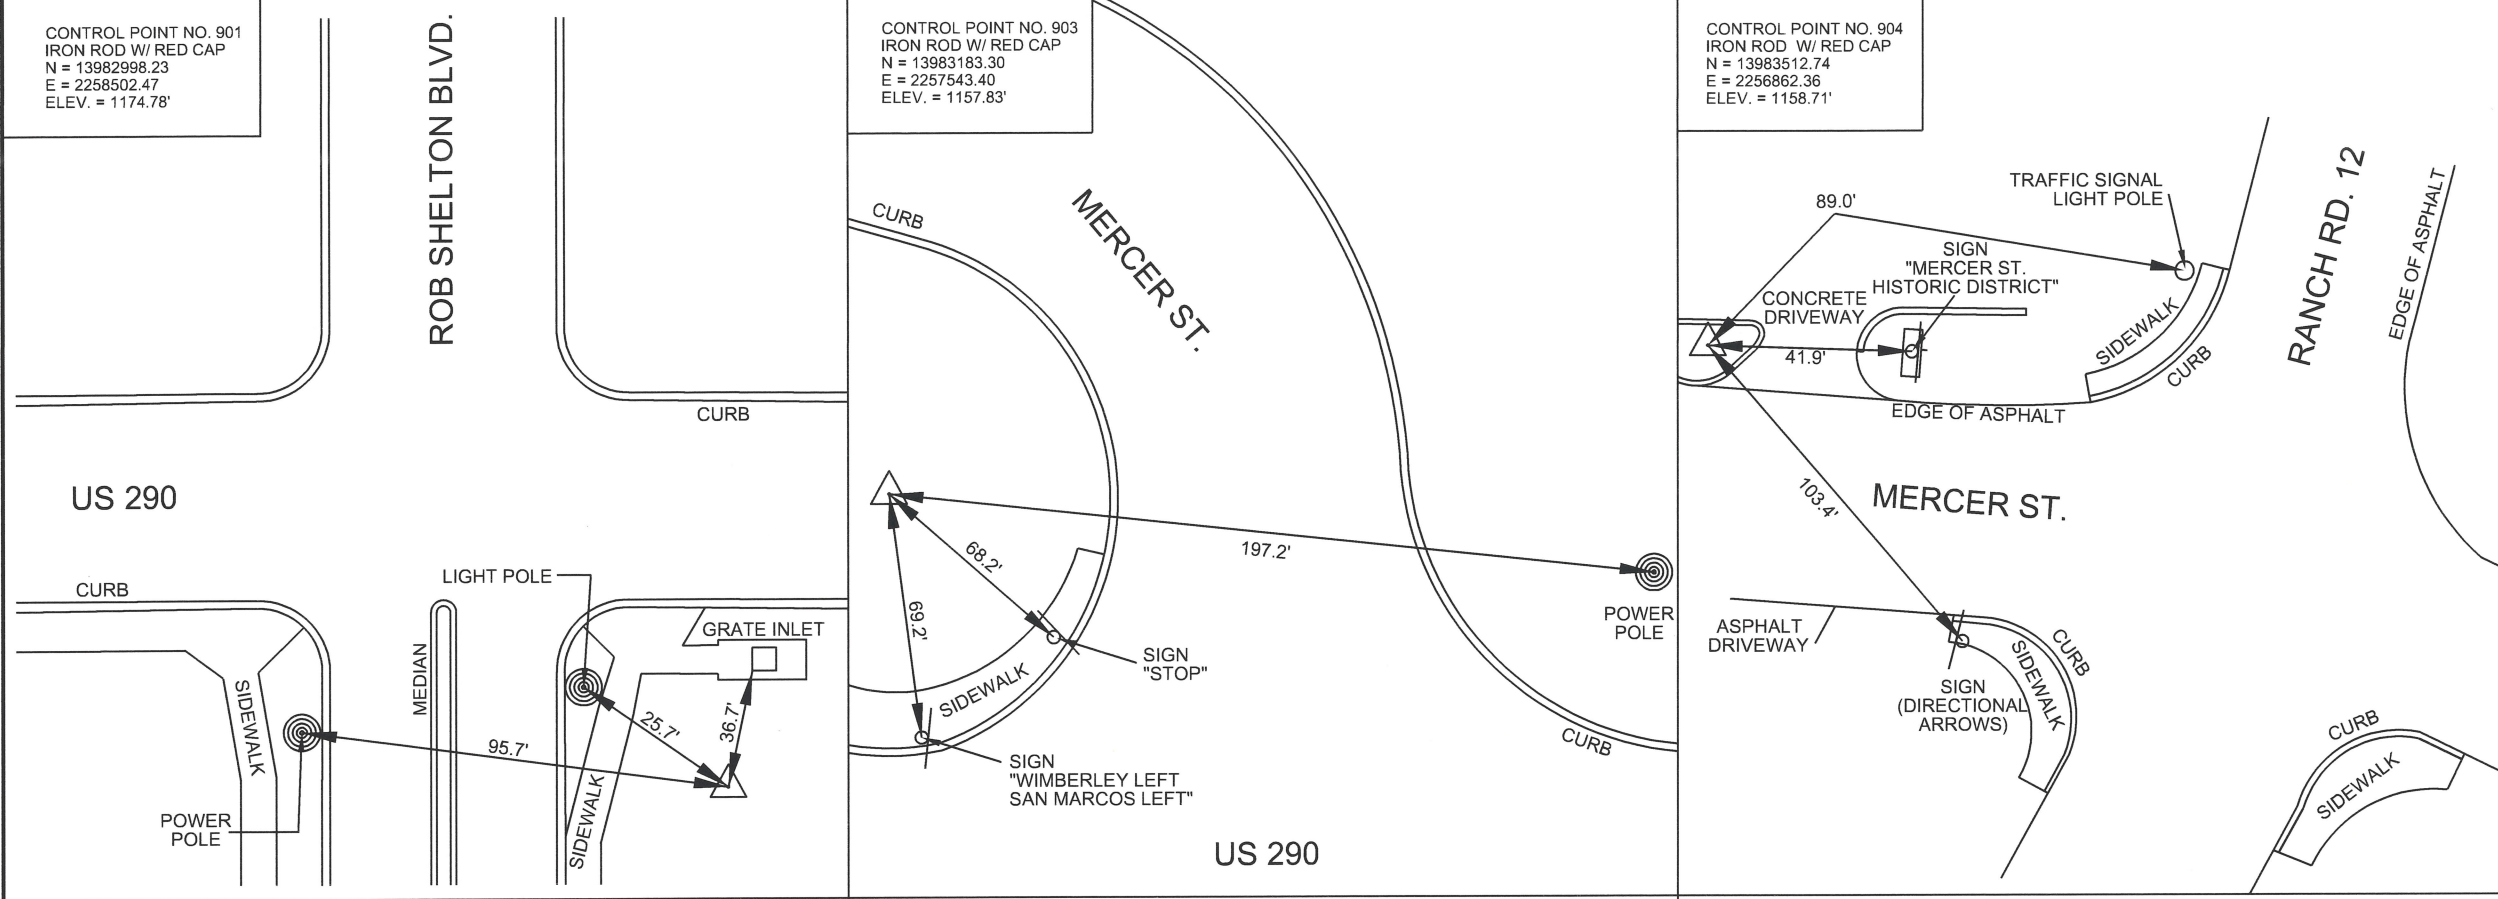 CONTROL POINT NO. 901
IRON ROD W/ RED CAP
N = 13982998.23
E = 2258502.47
ELEV. = 1174.78'
ROB SHELTON BLVD.
CURB
US 290
CURB
LIGHT POLE
GRATE INLET
MEDIAN
SIDEWALK
25.7'
36.7'
95.7'
POWER
POLE
SIDEWALK
CONTROL POINT NO. 903
IRON ROD W/ RED CAP
N = 13983183.30
E = 2257543.40
ELEV. = 1157.83'
CURB
MERCER ST.
197.2'
68.2'
69.2'
POWER
POLE
SIGN
"STOP"
SIDEWALK
CURB
SIGN
"WIMBERLEY LEFT
SAN MARCOS LEFT"
US 290
CONTROL POINT NO. 904
IRON ROD W/ RED CAP
N = 13983512.74
E = 2256862.36
ELEV. = 1158.71'
TRAFFIC SIGNAL
LIGHT POLE
89.0'
SIGN
"MERCER ST.
HISTORIC DISTRICT"
CONCRETE
DRIVEWAY
41.9'
SIDEWALK
CURB
RANCH RD. 12
EDGE OF ASPHALT
EDGE OF ASPHALT
103.4'
MERCER ST.
ASPHALT
DRIVEWAY
CURB
SIDEWALK
SIGN
(DIRECTIONAL
ARROWS)
CURB
SIDEWALK